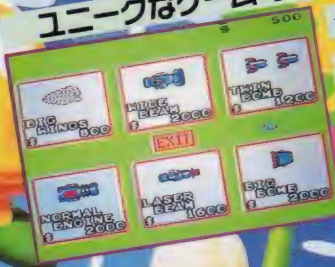 ユニークなゲーム
$ 500
BIG
WINGS
$ 800
WIDE
BEAM
$ 2000
TWIN
BOMB
$ 1200
EXIT
NORMAL
ENGINE
$ 2000
LASER
BEAM
$ 1600
BIG
BOMB
$ 2000